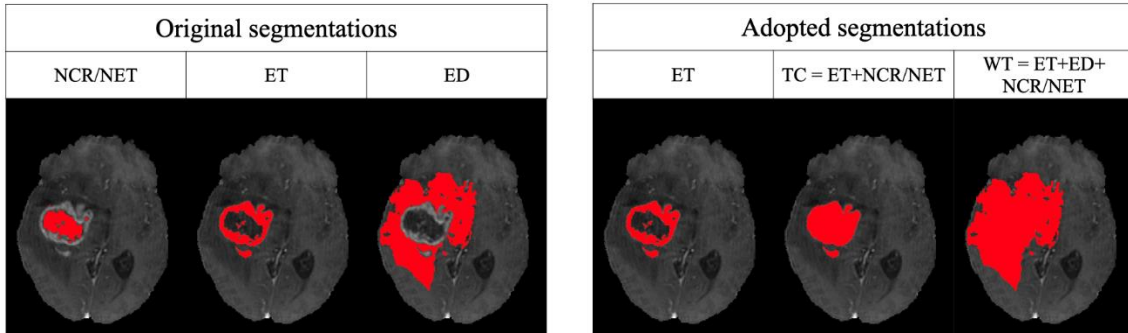 Original segmentations
NCR/NET
ET
ED
Adopted segmentations
ET
TC = ET+NCR/NET
WT = ET+ED+
NCR/NET